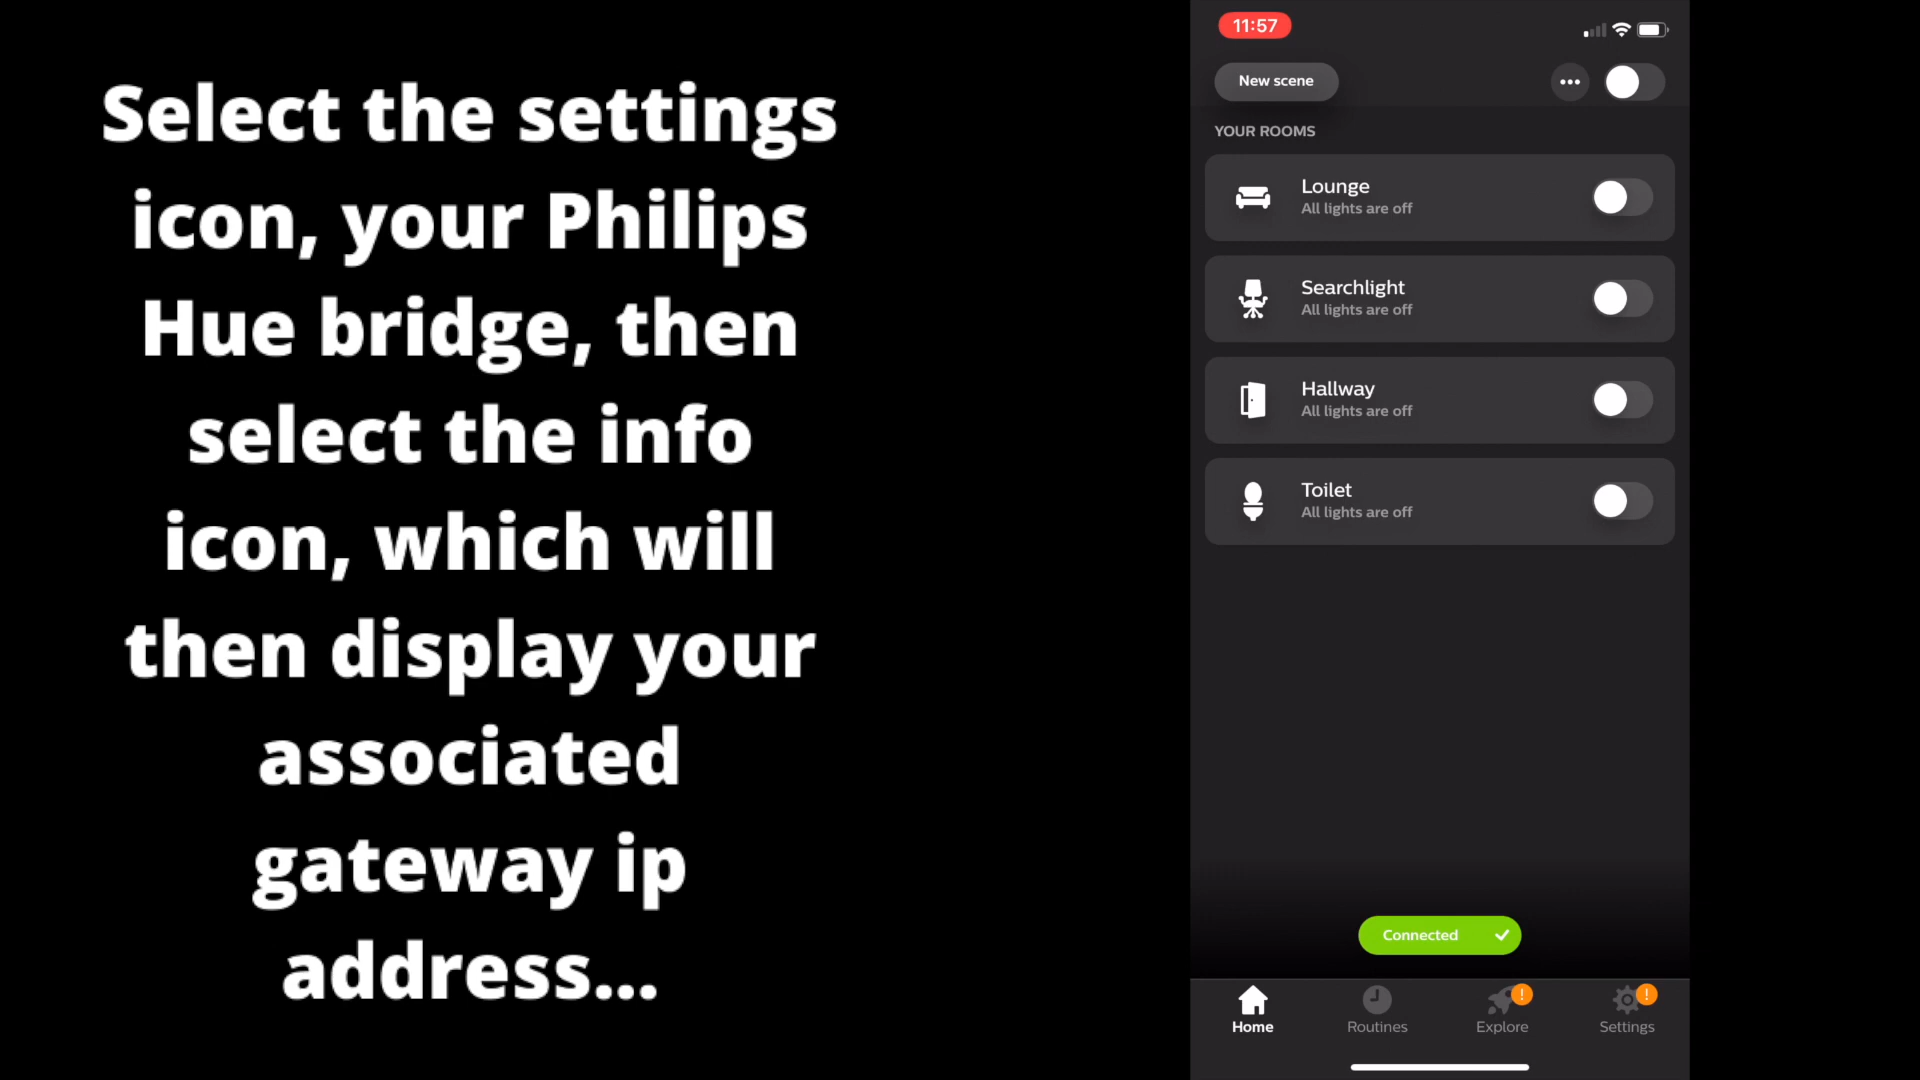 Select the settings
icon, your Philips
Hue bridge, then
select the info
icon, which will
then display your
associated
gateway ip
address...
11:57
New scene
YOUR ROOMS
Lounge
All lights are off
Searchlight
All lights are off
Hallway
All lights are off
Toilet
All lights are off
Connected
! !
Home Routines Explore Settings